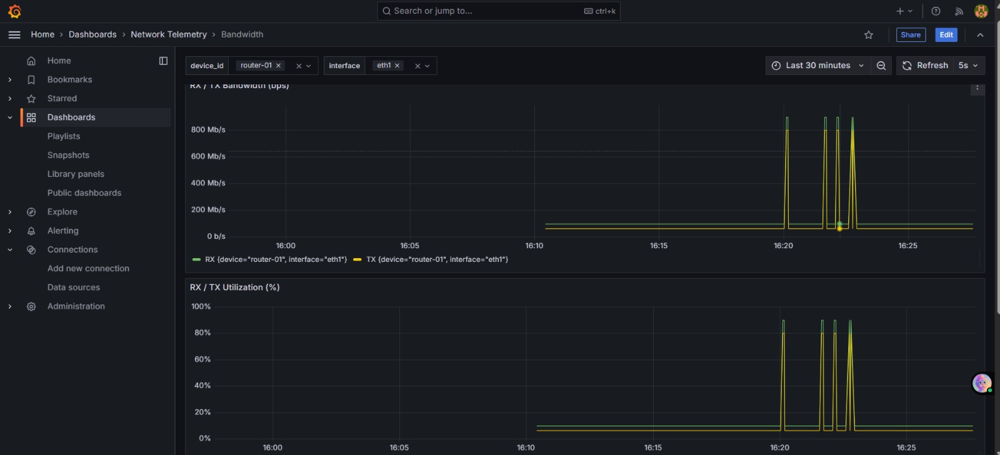 Search or jump to... ctrl+k
Home › Dashboards › Network Telemetry › Bandwidth
Share
Edit
Home
Bookmarks
Starred
Dashboards
Playlists
Snapshots
Library panels
Public dashboards
Explore
Alerting
Connections
Add new connection
Data sources
Administration
device_id router-01
interface eth1
Last 30 minutes
Refresh 5s
RX / TX Bandwidth (bps)
800 Mb/s
600 Mb/s
400 Mb/s
200 Mb/s
0 b/s
16:00 16:05 16:10 16:15 16:20 16:25
RX {device="router-01", interface="eth1"} TX {device="router-01", interface="eth1"}
RX / TX Utilization (%)
100%
80%
60%
40%
20%
0%
16:00 16:05 16:10 16:15 16:20 16:25